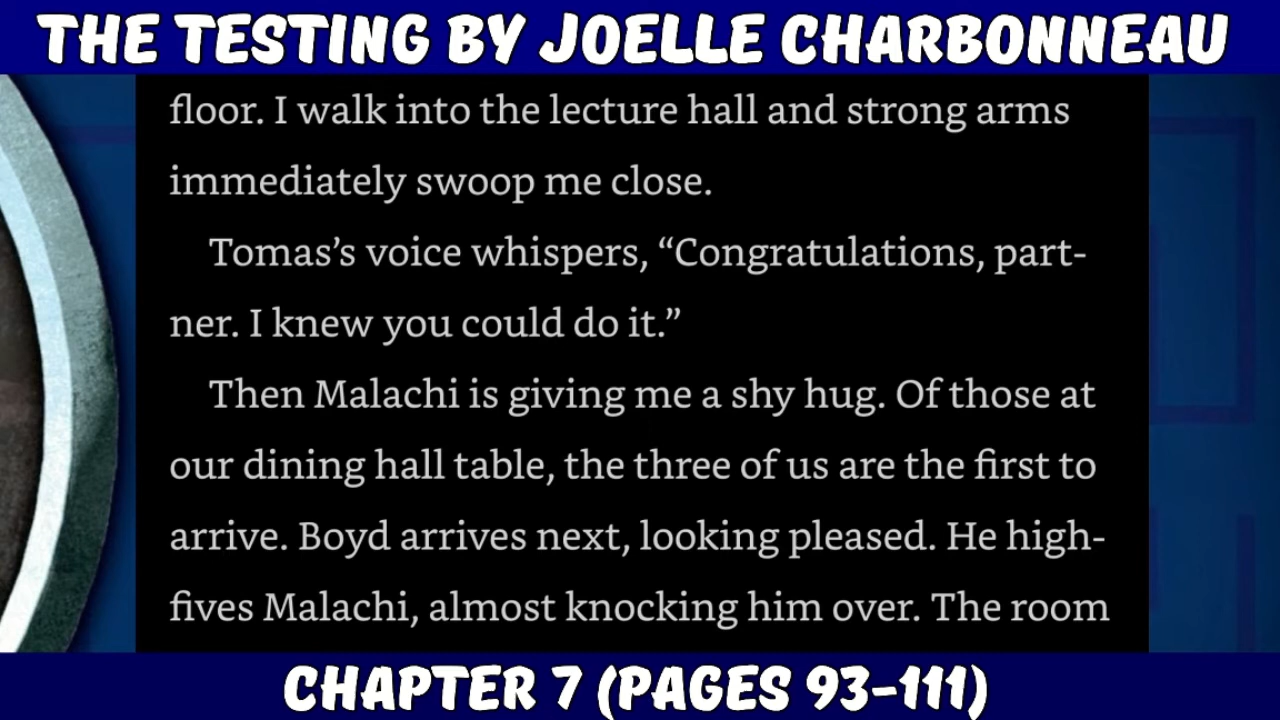 THE TESTING BY JOELLE CHARBONNEAU
floor. I walk into the lecture hall and strong arms
immediately swoop me close.
Tomas’s voice whispers, “Congratulations, part-
ner. I knew you could do it.”
Then Malachi is giving me a shy hug. Of those at
our dining hall table, the three of us are the first to
arrive. Boyd arrives next, looking pleased. He high-
fives Malachi, almost knocking him over. The room
CHAPTER 7 (PAGES 93-111)